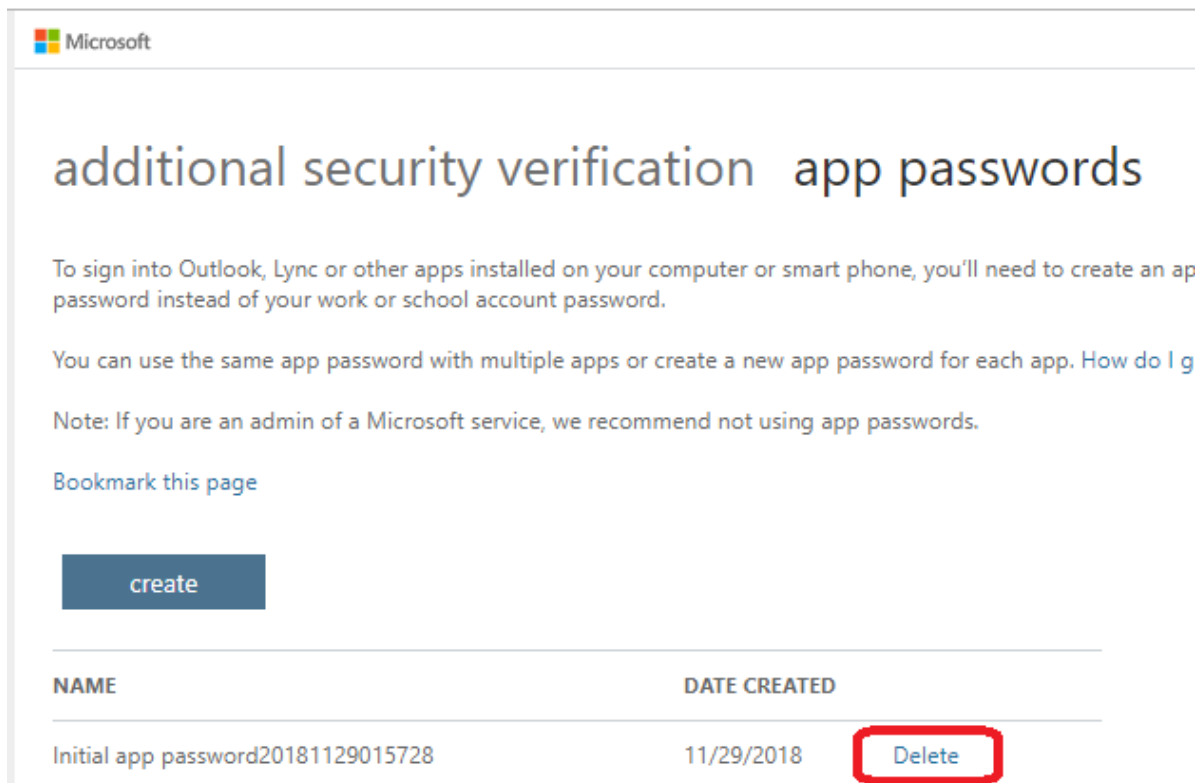 Microsoft
additional security verification app passwords
To sign into Outlook, Lync or other apps installed on your computer or smart phone, you'll need to create an ap
password instead of your work or school account password.
You can use the same app password with multiple apps or create a new app password for each app. How do I g
Note: If you are an admin of a Microsoft service, we recommend not using app passwords.
Bookmark this page
create
NAME DATE CREATED
Initial app password20181129015728 11/29/2018 Delete